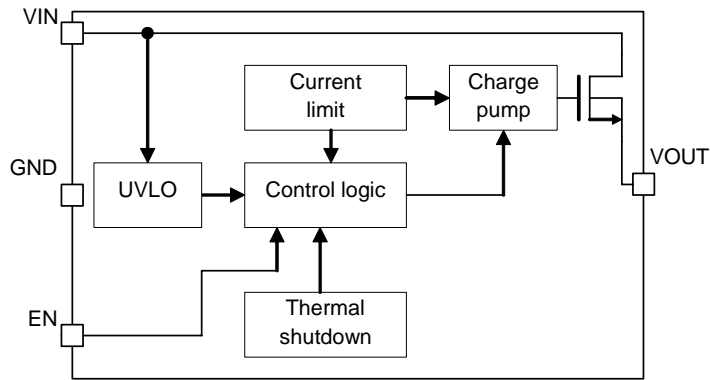 VIN
Current
limit
Charge
pump
GND
UVLO
Control logic
VOUT
EN
Thermal
shutdown